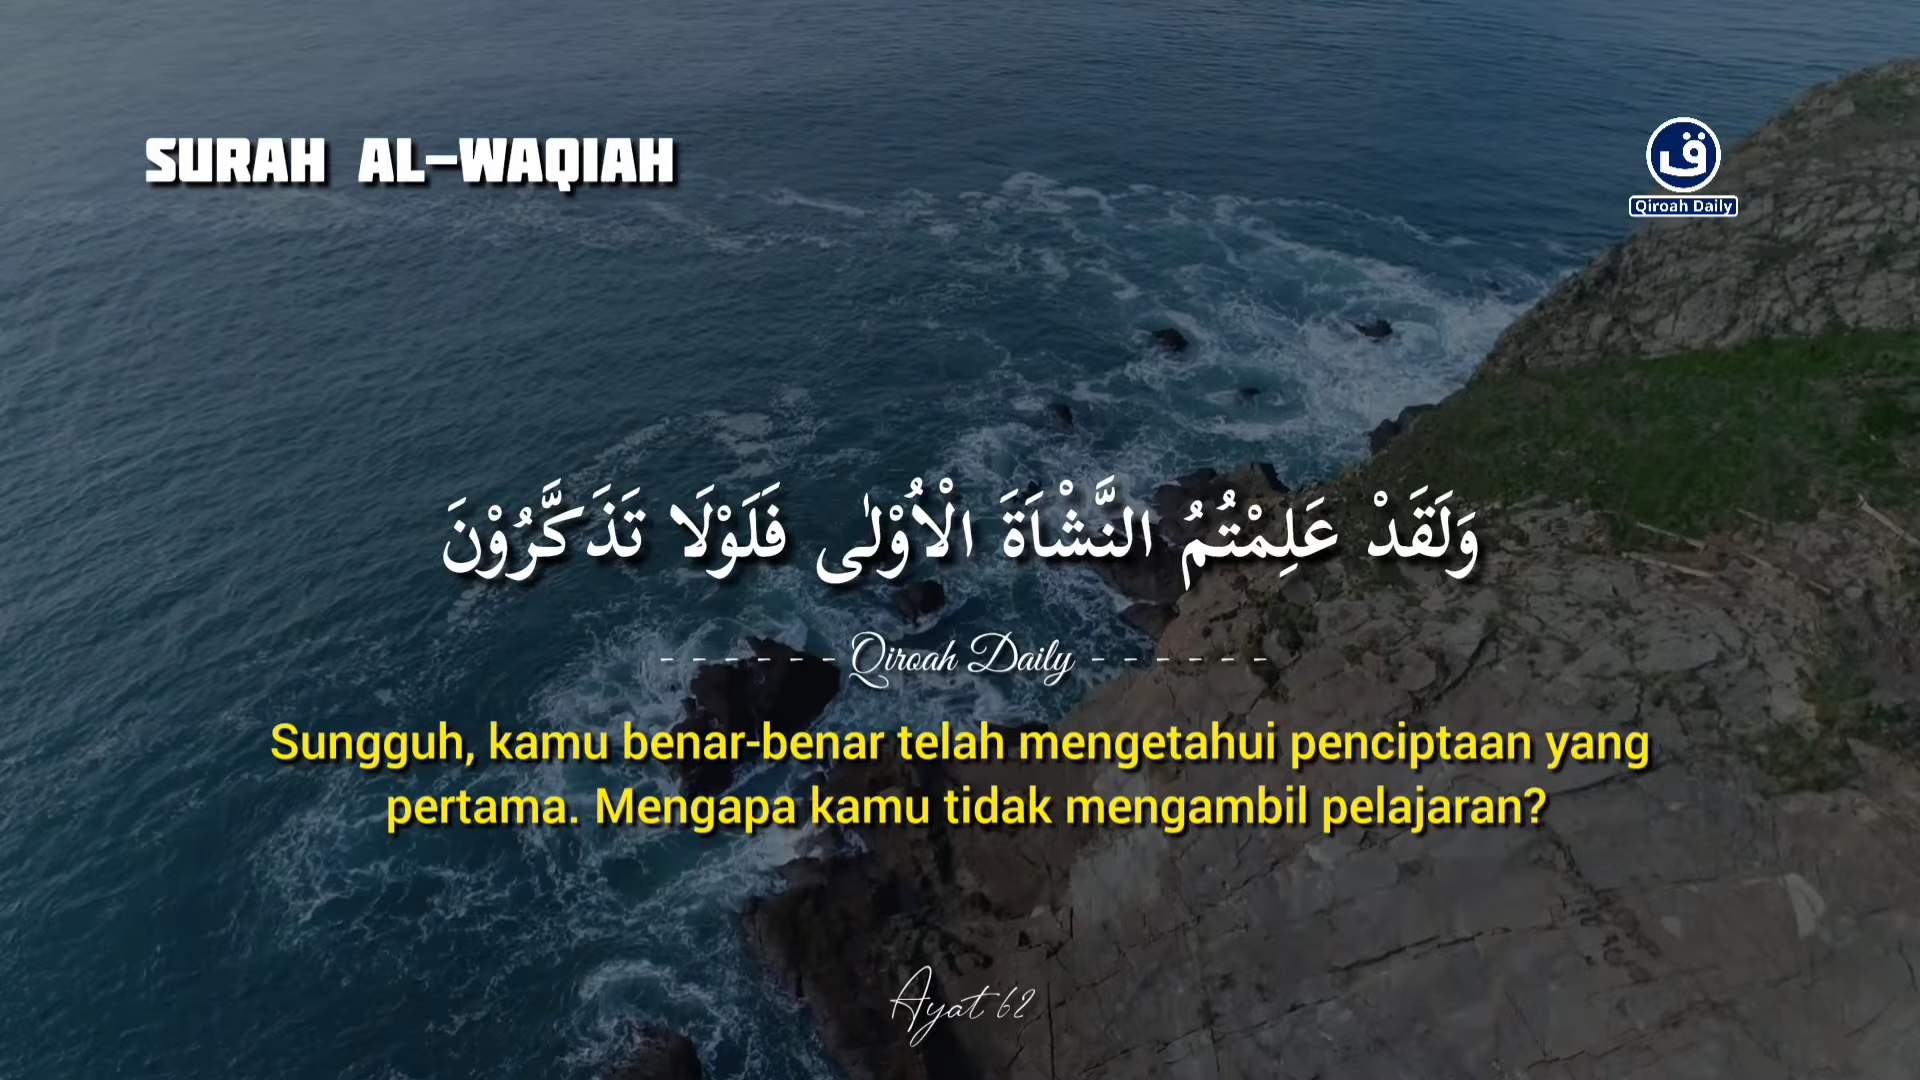 SURAH AL-WAQIAH
ق
Qiroah Daily
وَلَقَدْ عَلِمْتُمُ النَّشْاَةَ الْاُوْلٰى فَلَوْلَا تَذَكَّرُوْنَ
- - - - - - Qiroah Daily - - - - - -
Sungguh, kamu benar-benar telah mengetahui penciptaan yang
pertama. Mengapa kamu tidak mengambil pelajaran?
Ayat 62